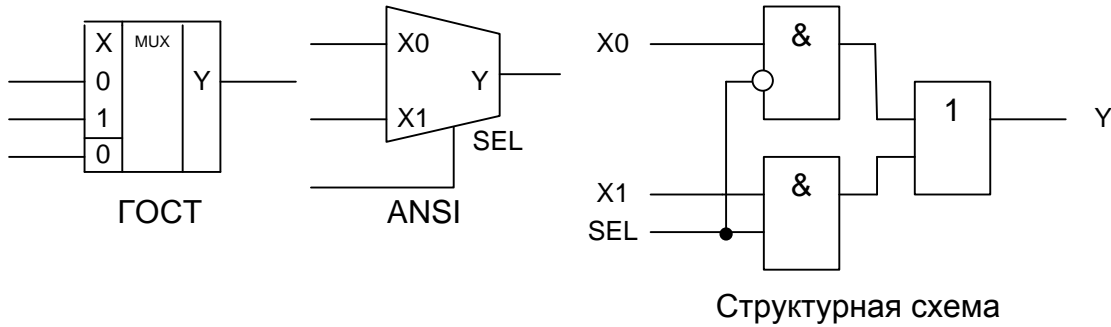 X MUX
0 Y
1
0
ГОСТ
X0
Y
X1
SEL
ANSI
X0 &
1 Y
X1 &
SEL
Структурная схема